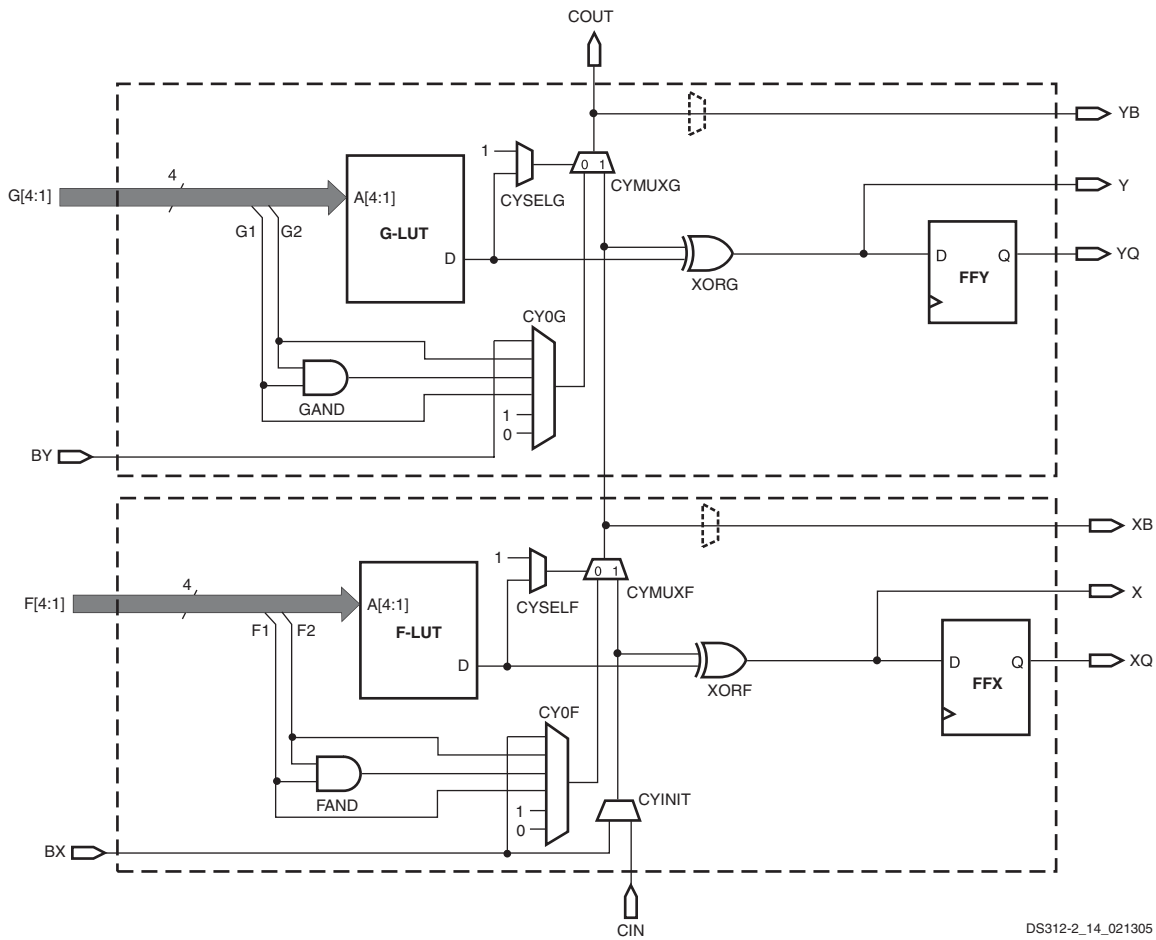 COUT
YB
4
1
0 1
CYMUXG
Y
G[4:1]
A[4:1]
CYSELG
G1
G2
G-LUT
D
XORG
D
Q
FFY
YQ
CY0G
GAND
1
0
BY
XB
1
0 1
CYMUXF
4
F[4:1]
A[4:1]
CYSELF
X
F1
F2
F-LUT
D
XORF
D
Q
FFX
XQ
CY0F
FAND
1
0
CYINIT
BX
CIN
DS312-2_14_021305